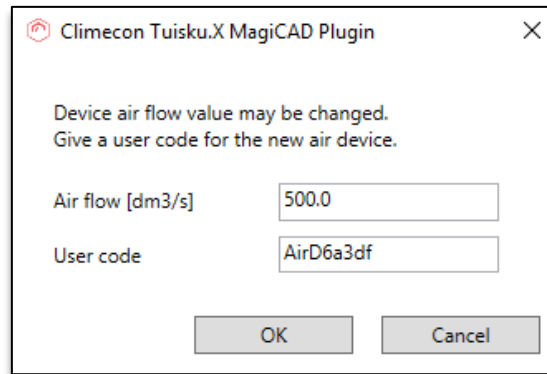 Climecon Tuisku.X MagiCAD Plugin
Device air flow value may be changed.
Give a user code for the new air device.
Air flow [dm3/s] 500.0
User code AirD6a3df
OK Cancel